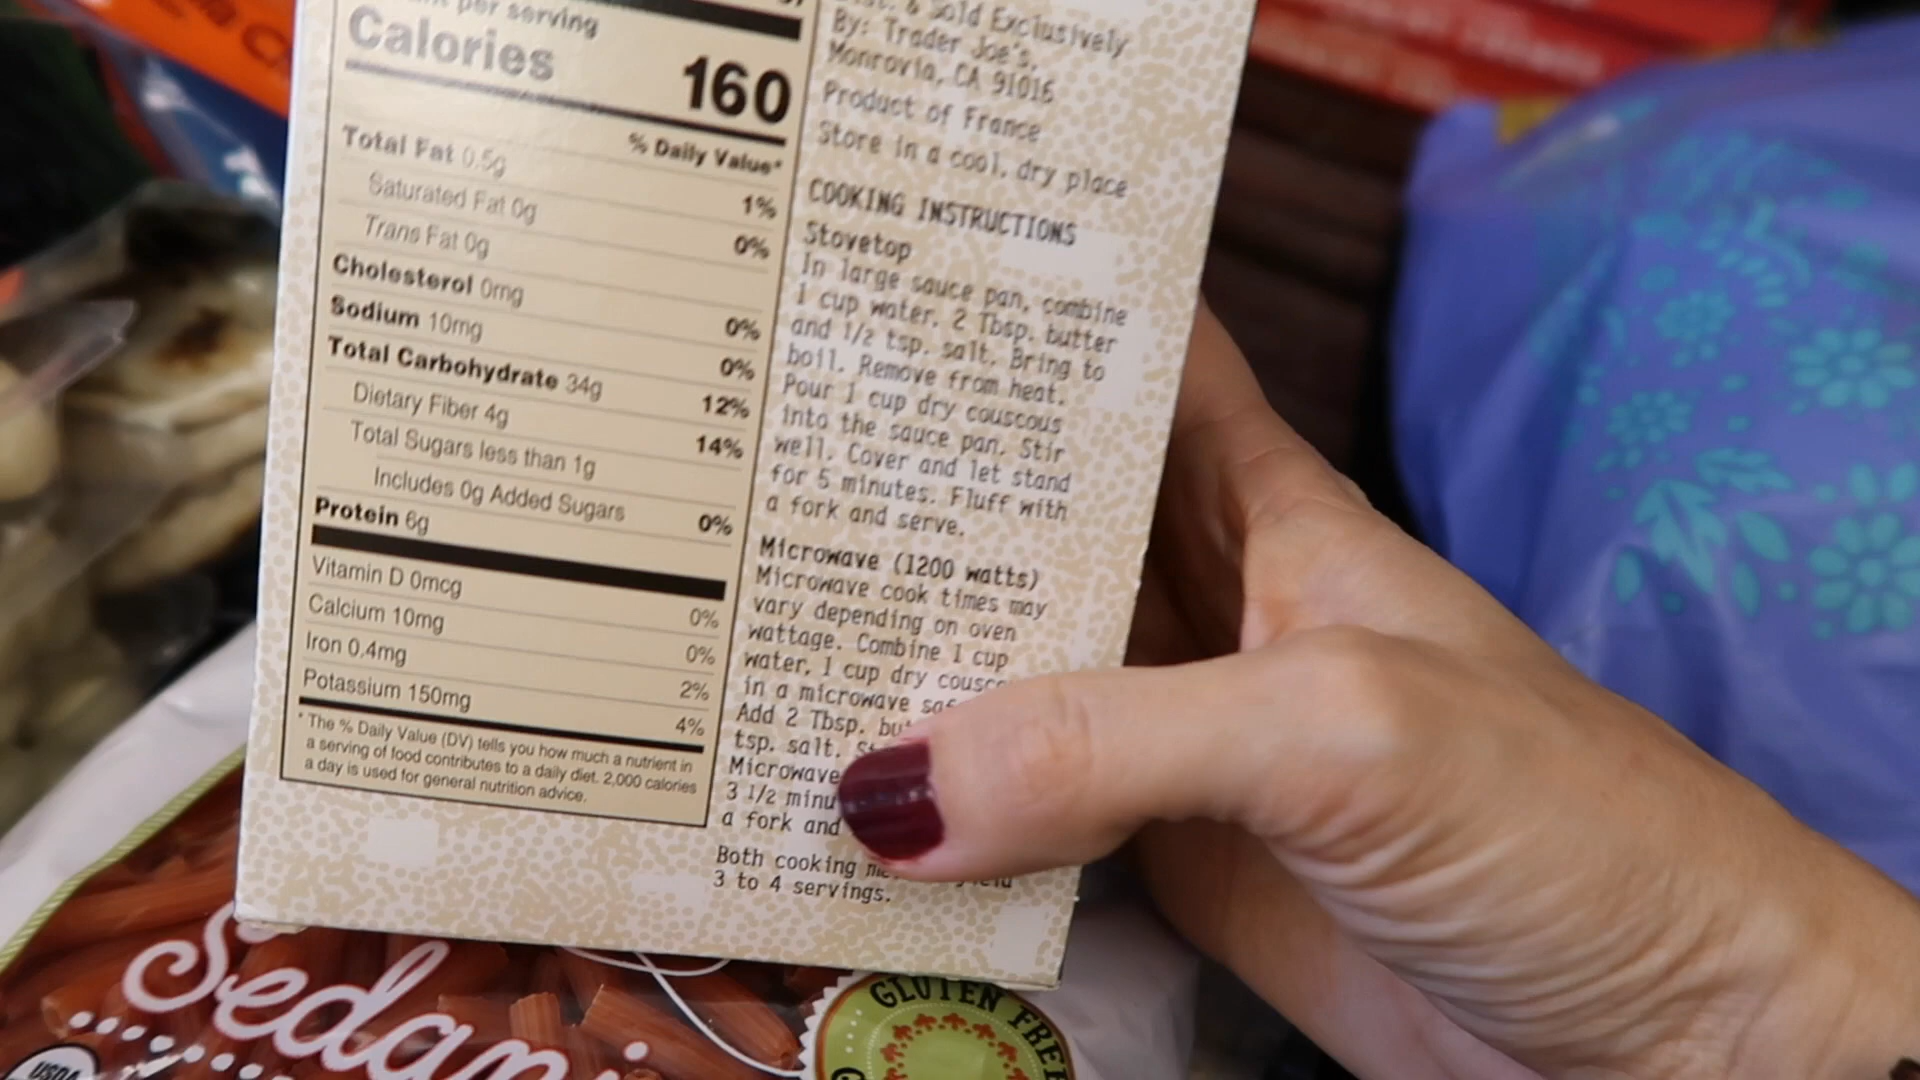 per serving
Calories 160
% Daily Value*
Total Fat 0.5g 1%
Saturated Fat 0g 0%
Trans Fat 0g
Cholesterol 0mg 0%
Sodium 10mg 0%
Total Carbohydrate 34g 12%
Dietary Fiber 4g 14%
Total Sugars less than 1g
Includes 0g Added Sugars 0%
Protein 6g
Vitamin D 0mcg 0%
Calcium 10mg 0%
Iron 0.4mg 2%
Potassium 150mg 4%
* The % Daily Value (DV) tells you how much a nutrient in
a serving of food contributes to a daily diet. 2,000 calories
a day is used for general nutrition advice.
& Sold Exclusively
By: Trader Joe's,
Monrovia, CA 91016
Product of France
Store in a cool, dry place
COOKING INSTRUCTIONS
Stovetop
In large sauce pan, combine
1 cup water, 2 Tbsp. butter
and 1/2 tsp. salt. Bring to
boil. Remove from heat.
Pour 1 cup dry couscous
into the sauce pan. Stir
well. Cover and let stand
for 5 minutes. Fluff with
a fork and serve.
Microwave (1200 watts)
Microwave cook times may
vary depending on oven
wattage. Combine 1 cup
water, 1 cup dry
in a microwave
Add 2 Tbsp.
tsp. salt.
Microwave
3 1/2
a fork and
Both cooking
3 to 4 servings.
Sedani
GLUTEN FREE
USDA